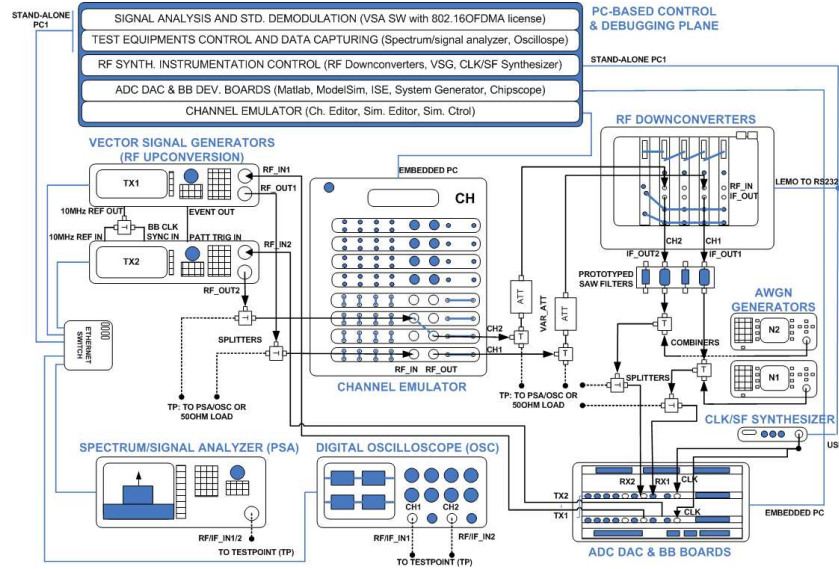 STAND-ALONE
PC1
SIGNAL ANALYSIS AND STD. DEMODULATION (VSA SW with 802.16OFDMA license)
TEST EQUIPMENTS CONTROL AND DATA CAPTURING (Spectrum/signal analyzer, Oscillospe)
RF SYNTH. INSTRUMENTATION CONTROL (RF Downconverters, VSG, CLK/SF Synthesizer)
ADC DAC & BB DEV. BOARDS (Matlab, ModelSim, ISE, System Generator, Chipscope)
CHANNEL EMULATOR (Ch. Editor, Sim. Editor, Sim. Ctrol)
PC-BASED CONTROL
& DEBUGGING PLANE
STAND-ALONE PC1
VECTOR SIGNAL GENERATORS
(RF UPCONVERSION)
TX1
RF_IN1
RF_OUT1
10MHz REF OUT
EVENT OUT
T
10MHz REF IN
BB CLK
SYNC IN
T
PATT TRIG IN
RF_IN2
TX2
RF_OUT2
ETHERNET
SWITCH
T
SPLITTERS
T
TP: TO PSA/OSC OR
50OHM LOAD
EMBEDDED PC
CH
CH2
CH1
RF_IN
RF_OUT
CHANNEL EMULATOR
ATT
VAR_ATT
ATT
T
T
TP: TO PSA/OSC OR
50OHM LOAD
RF DOWNCONVERTERS
RF_IN
IF_OUT
LEMO TO RS232
CH2
CH1
IF_OUT2
IF_OUT1
PROTOTYPED
SAW FILTERS
AWGN
GENERATORS
N2
T
COMBINERS
T
N1
T
SPLITTERS
T
CLK/SF SYNTHESIZER
USB
SPECTRUM/SIGNAL ANALYZER (PSA)
RF/IF_IN1/2
TO TESTPOINT (TP)
DIGITAL OSCILLOSCOPE (OSC)
CH1
CH2
RF/IF_IN1
RF/IF_IN2
TO TESTPOINT (TP)
RX2
RX1
CLK
TX2
TX1
CLK
EMBEDDED PC
ADC DAC & BB BOARDS